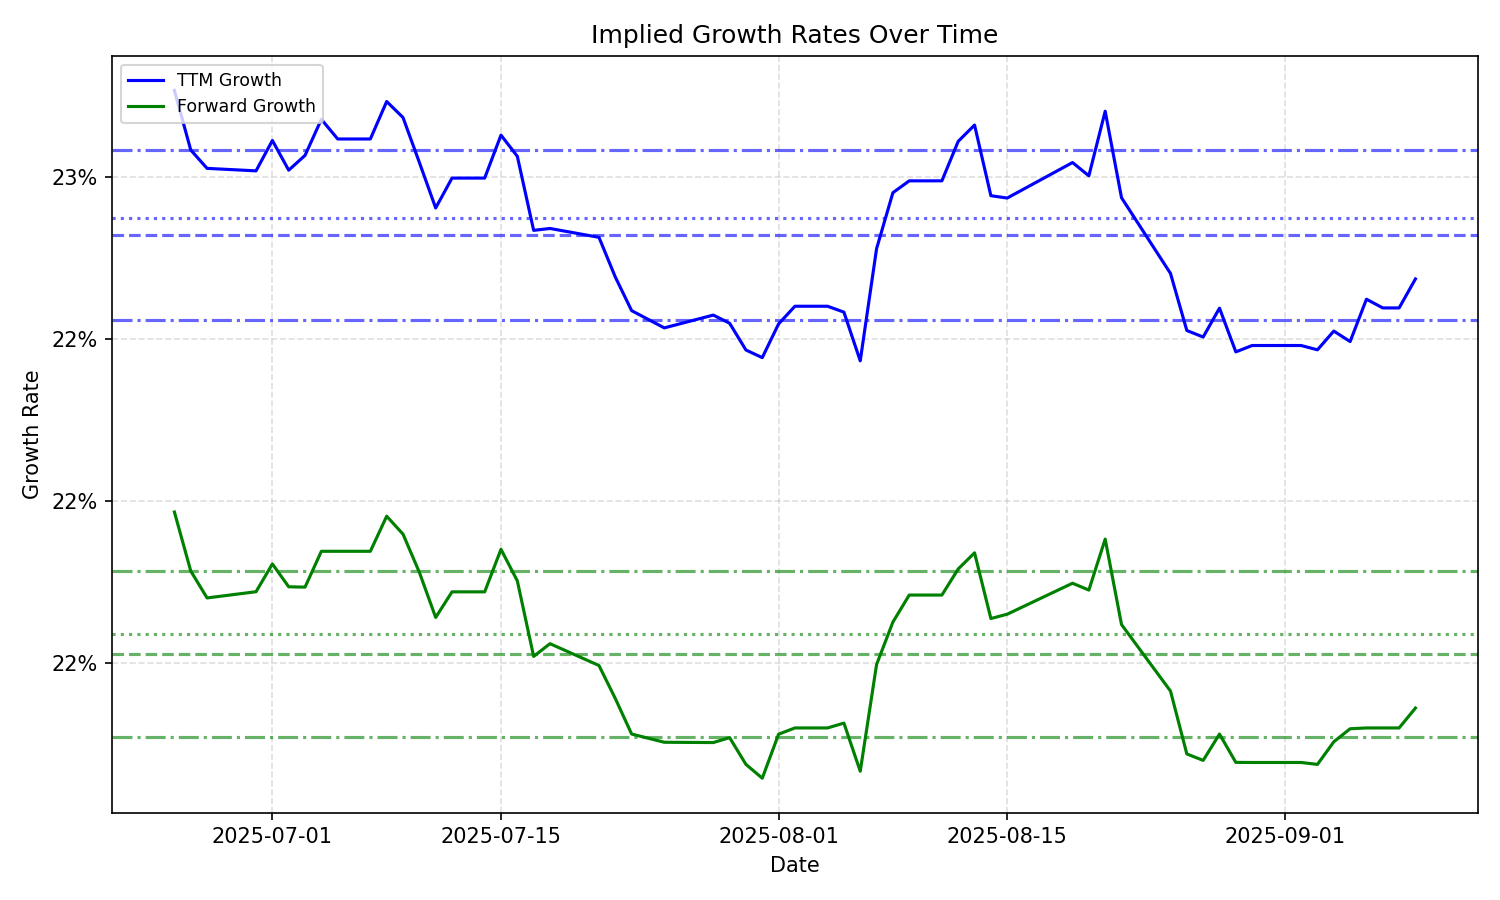 Implied Growth Rates Over Time
TTM Growth
Forward Growth
23%
22%
22%
22%
Growth Rate
2025-07-01
2025-07-15
2025-08-01
2025-08-15
2025-09-01
Date